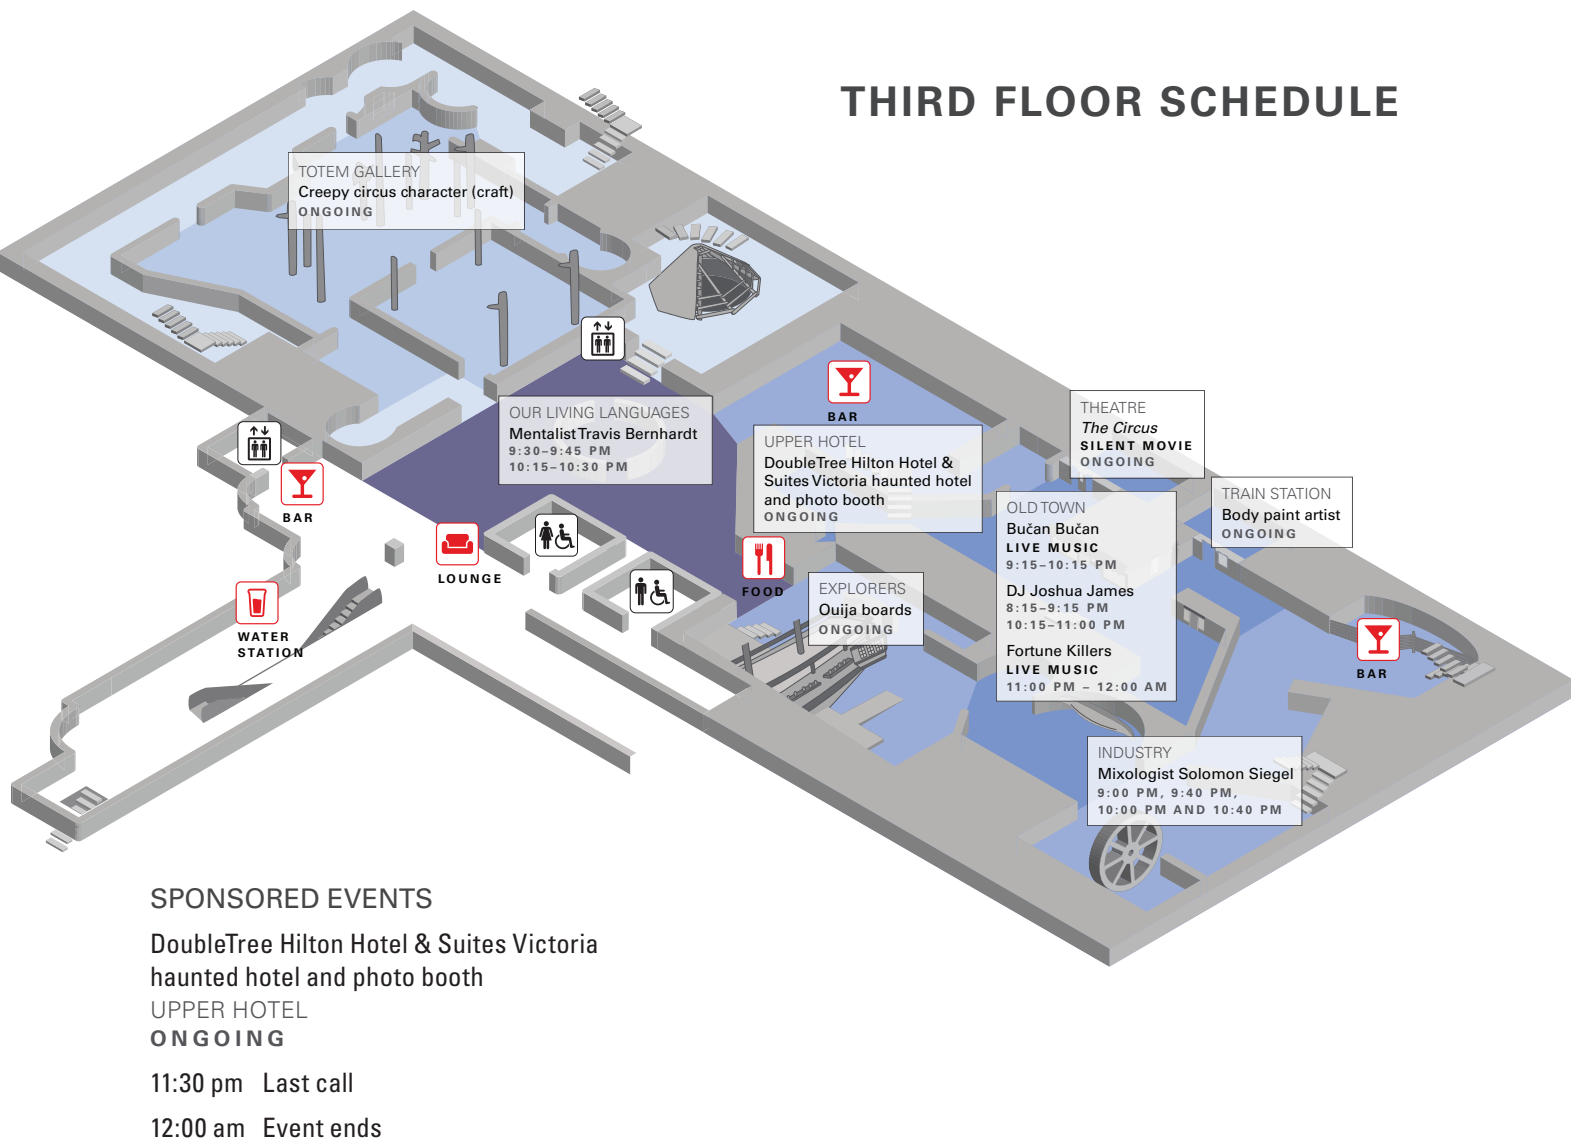 THIRD FLOOR SCHEDULE
TOTEM GALLERY
Creepy circus character (craft)
ONGOING
OUR LIVING LANGUAGES
Mentalist Travis Bernhardt
9:30–9:45 PM
10:15–10:30 PM
BAR
UPPER HOTEL
DoubleTree Hilton Hotel &
Suites Victoria haunted hotel
and photo booth
ONGOING
THEATRE
The Circus
SILENT MOVIE
ONGOING
TRAIN STATION
Body paint artist
ONGOING
OLD TOWN
Bučan Bučan
LIVE MUSIC
9:15–10:15 PM
DJ Joshua James
8:15–9:15 PM
10:15–11:00 PM
Fortune Killers
LIVE MUSIC
11:00 PM – 12:00 AM
BAR
LOUNGE
FOOD
EXPLORERS
Ouija boards
ONGOING
WATER
STATION
BAR
INDUSTRY
Mixologist Solomon Siegel
9:00 PM, 9:40 PM,
10:00 PM AND 10:40 PM
SPONSORED EVENTS
DoubleTree Hilton Hotel & Suites Victoria
haunted hotel and photo booth
UPPER HOTEL
ONGOING
11:30 pm Last call
12:00 am Event ends